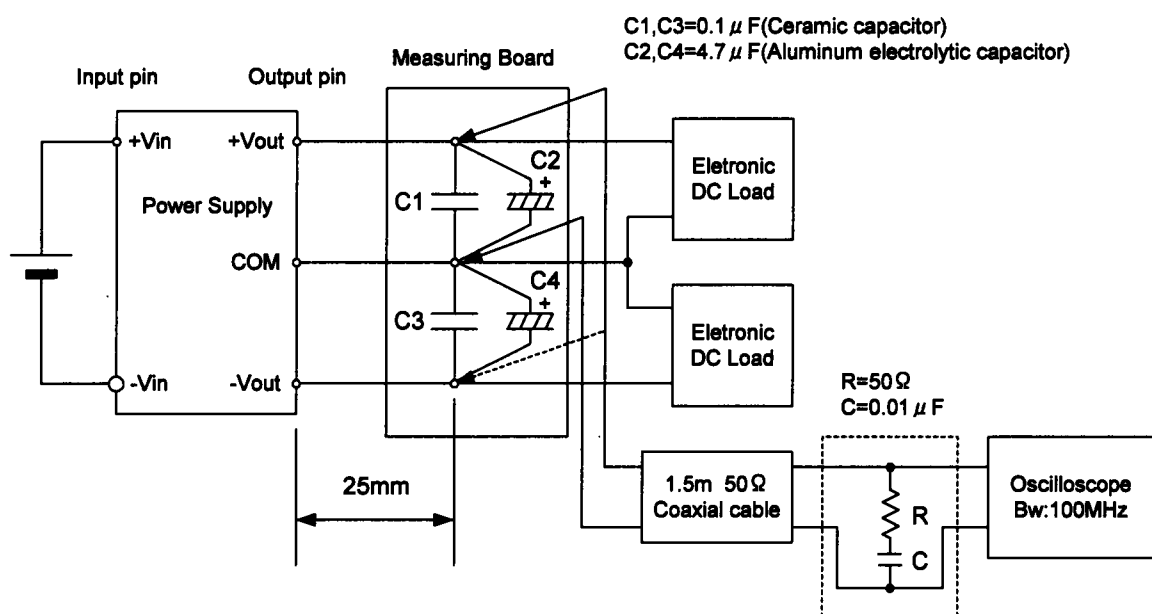 C1,C3=0.1μF(Ceramic capacitor)
C2,C4=4.7μF(Aluminum electrolytic capacitor)
Measuring Board
Input pin
Output pin
+Vin
+Vout
Power Supply
COM
-Vin
-Vout
C1
C2
+
C3
C4
+
Eletronic
DC Load
Eletronic
DC Load
25mm
R=50Ω
C=0.01μF
1.5m 50Ω
Coaxial cable
R
C
Oscilloscope
Bw:100MHz